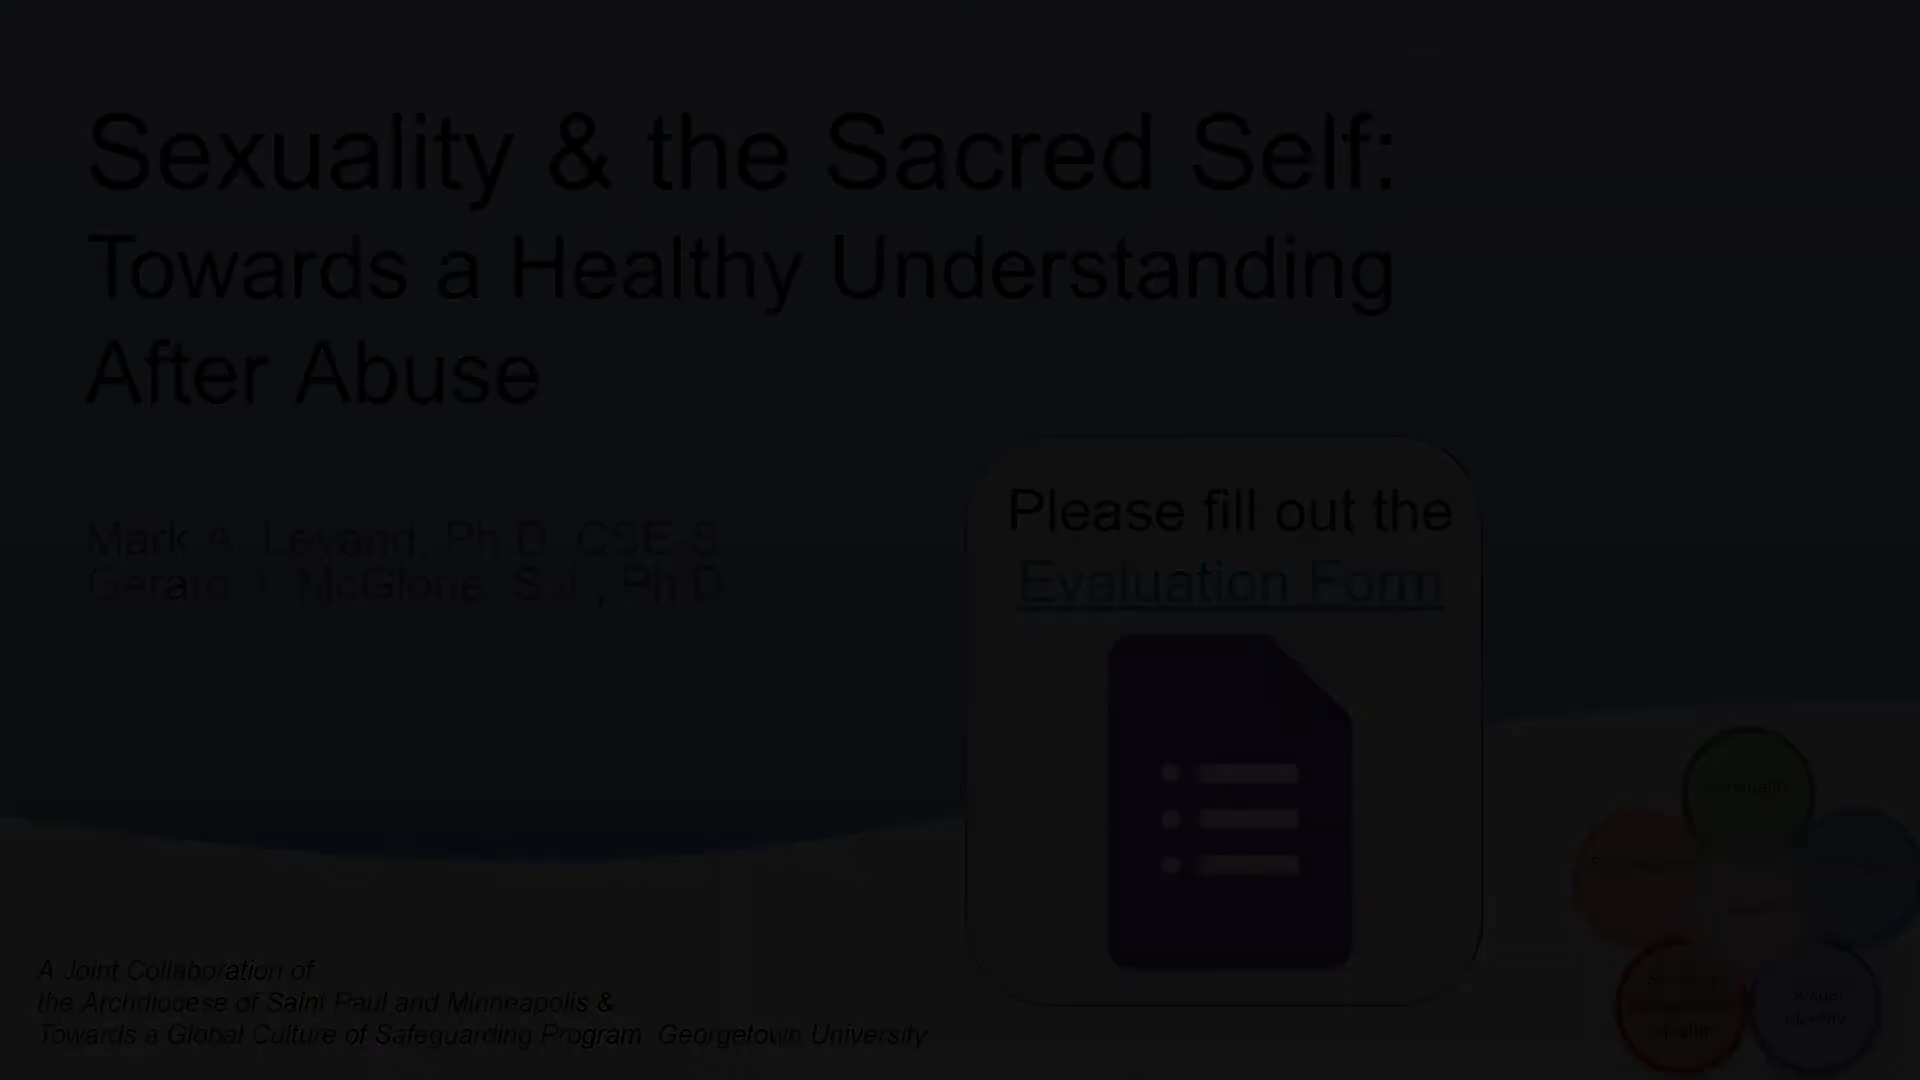 Sexuality & the Sacred Self:
Towards a Healthy Understanding
After Abuse
Mark A. Levand, Ph.D. CSE-S
Gerard J. McGlone, S.J., Ph.D.
Please fill out the
Evaluation Form
A Joint Collaboration of
the Archdiocese of Saint Paul and Minneapolis &
Towards a Global Culture of Safeguarding Program Georgetown University